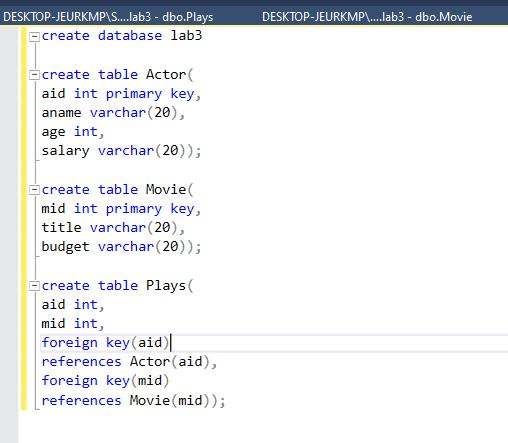 DESKTOP-JEURKMP\S....lab3 - dbo.Plays DESKTOP-JEURKMP\....lab3 - dbo.Movie
create database lab3
create table Actor(
aid int primary key,
aname varchar(20),
age int,
salary varchar(20));
create table Movie(
mid int primary key,
title varchar(20),
budget varchar(20));
create table Plays(
aid int,
mid int,
foreign key(aid)
references Actor(aid),
foreign key(mid)
references Movie(mid));